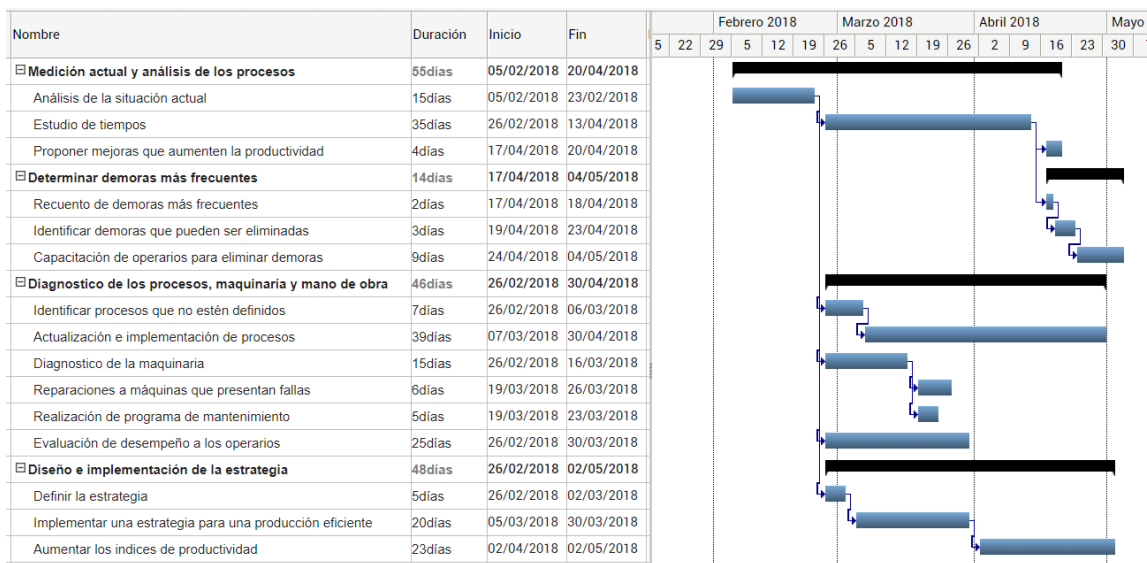 Nombre Duración Inicio Fin
Febrero 2018 Marzo 2018 Abril 2018 Mayo
5 22 29 5 12 19 26 5 12 19 26 2 9 16 23 30
Medición actual y análisis de los procesos 55días 05/02/2018 20/04/2018
Análisis de la situación actual 15días 05/02/2018 23/02/2018
Estudio de tiempos 35días 26/02/2018 13/04/2018
Proponer mejoras que aumenten la productividad 4días 17/04/2018 20/04/2018
Determinar demoras más frecuentes 14días 17/04/2018 04/05/2018
Recuento de demoras más frecuentes 2días 17/04/2018 18/04/2018
Identificar demoras que pueden ser eliminadas 3días 19/04/2018 23/04/2018
Capacitación de operarios para eliminar demoras 9días 24/04/2018 04/05/2018
Diagnostico de los procesos, maquinaria y mano de obra 46días 26/02/2018 30/04/2018
Identificar procesos que no estén definidos 7días 26/02/2018 06/03/2018
Actualización e implementación de procesos 39días 07/03/2018 30/04/2018
Diagnostico de la maquinaria 15días 26/02/2018 16/03/2018
Reparaciones a máquinas que presentan fallas 6días 19/03/2018 26/03/2018
Realización de programa de mantenimiento 5días 19/03/2018 23/03/2018
Evaluación de desempeño a los operarios 25días 26/02/2018 30/03/2018
Diseño e implementación de la estrategia 48días 26/02/2018 02/05/2018
Definir la estrategia 5días 26/02/2018 02/03/2018
Implementar una estrategia para una producción eficiente 20días 05/03/2018 30/03/2018
Aumentar los indices de productividad 23días 02/04/2018 02/05/2018